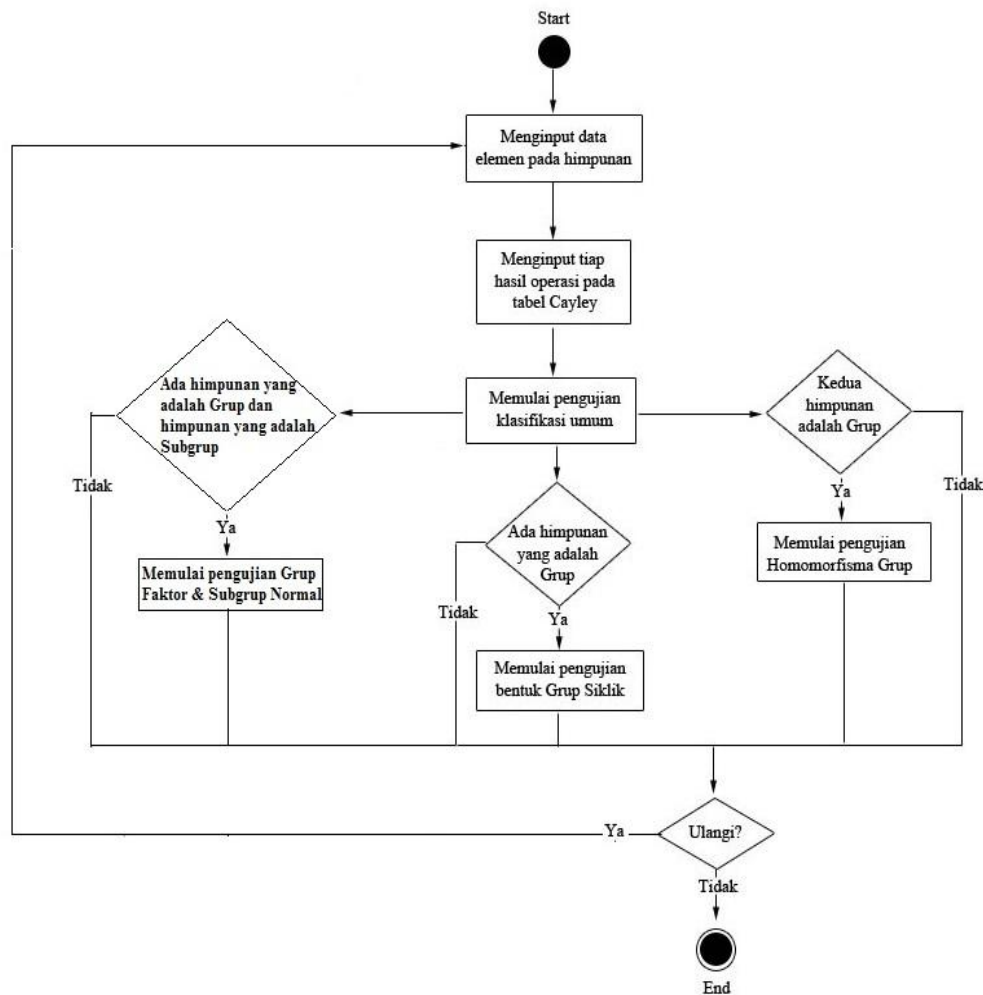 Start
Menginput data
elemen pada himpunan
Menginput tiap
hasil operasi pada
tabel Cayley
Memulai pengujian
klasifikasi umum
Ada himpunan yang
adalah Grup dan
himpunan yang adalah
Subgrup
Tidak
Ya
Memulai pengujian Grup
Faktor & Subgrup Normal
Ada himpunan
yang adalah
Grup
Tidak
Ya
Memulai pengujian
bentuk Grup Siklik
Kedua
himpunan
adalah Grup
Tidak
Ya
Memulai pengujian
Homomorfisma Grup
Ulangi?
Ya
Tidak
End